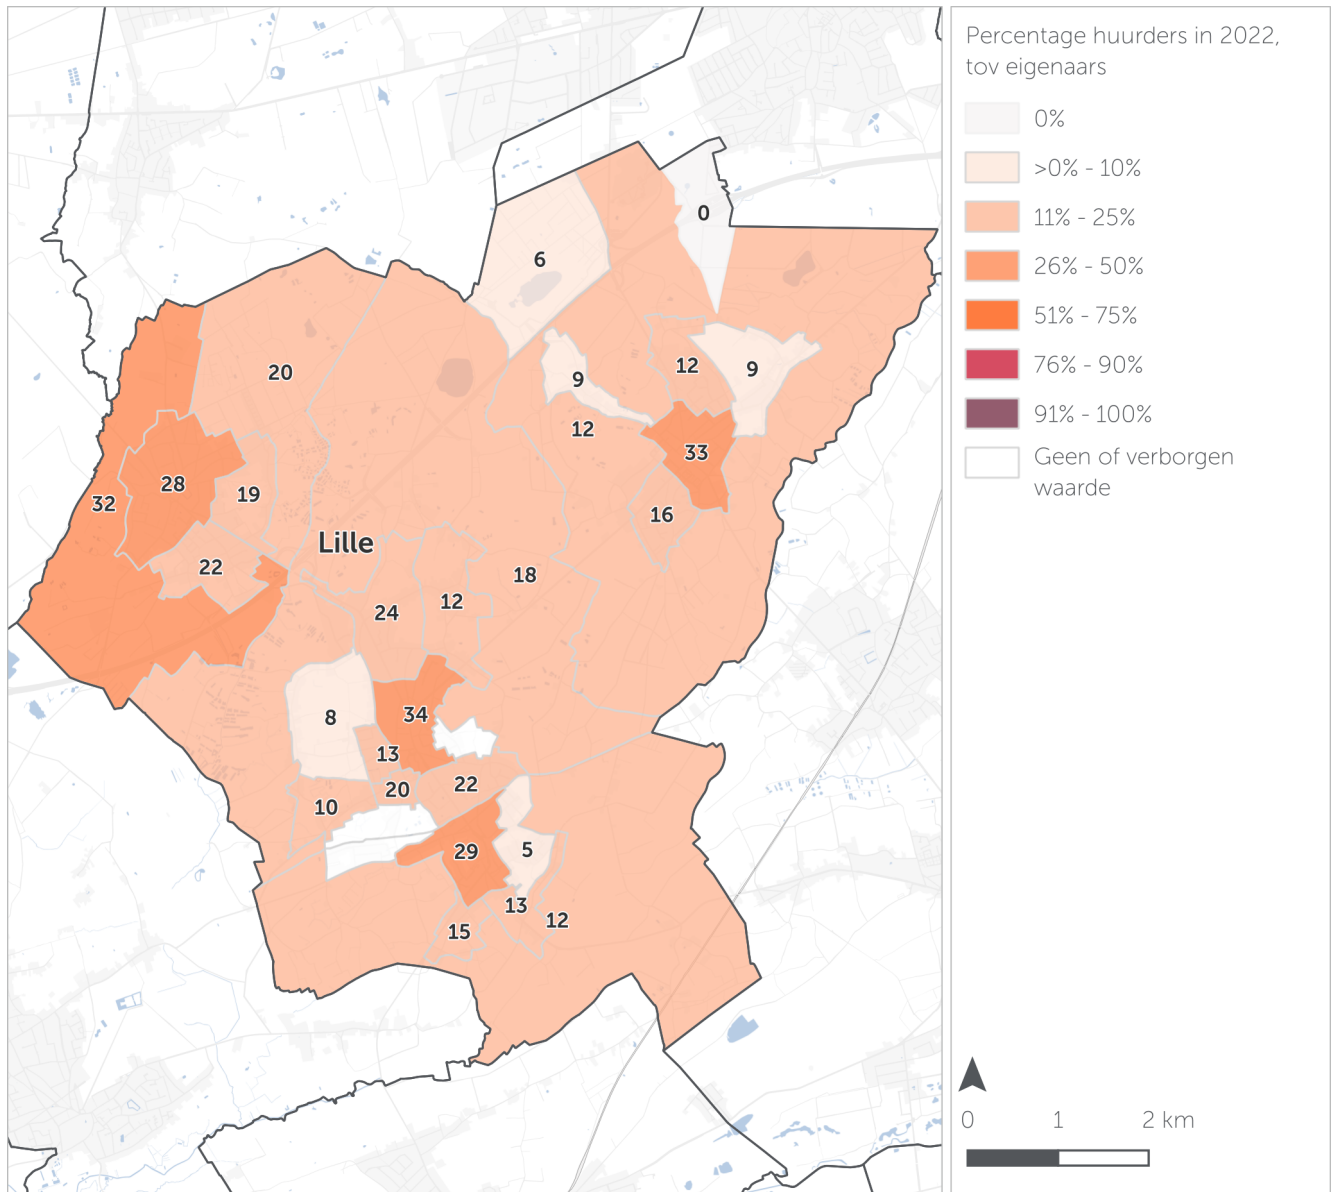 Percentage huurders in 2022,
tov eigenaars
0%
>0% - 10%
11% - 25%
26% - 50%
51% - 75%
76% - 90%
91% - 100%
Geen of verborgen
waarde
0
6
20
12
9
9
12
33
28
19
32
16
Lille
22
18
12
24
8
34
13
22
20
10
29
5
13
12
15
0 1 2 km